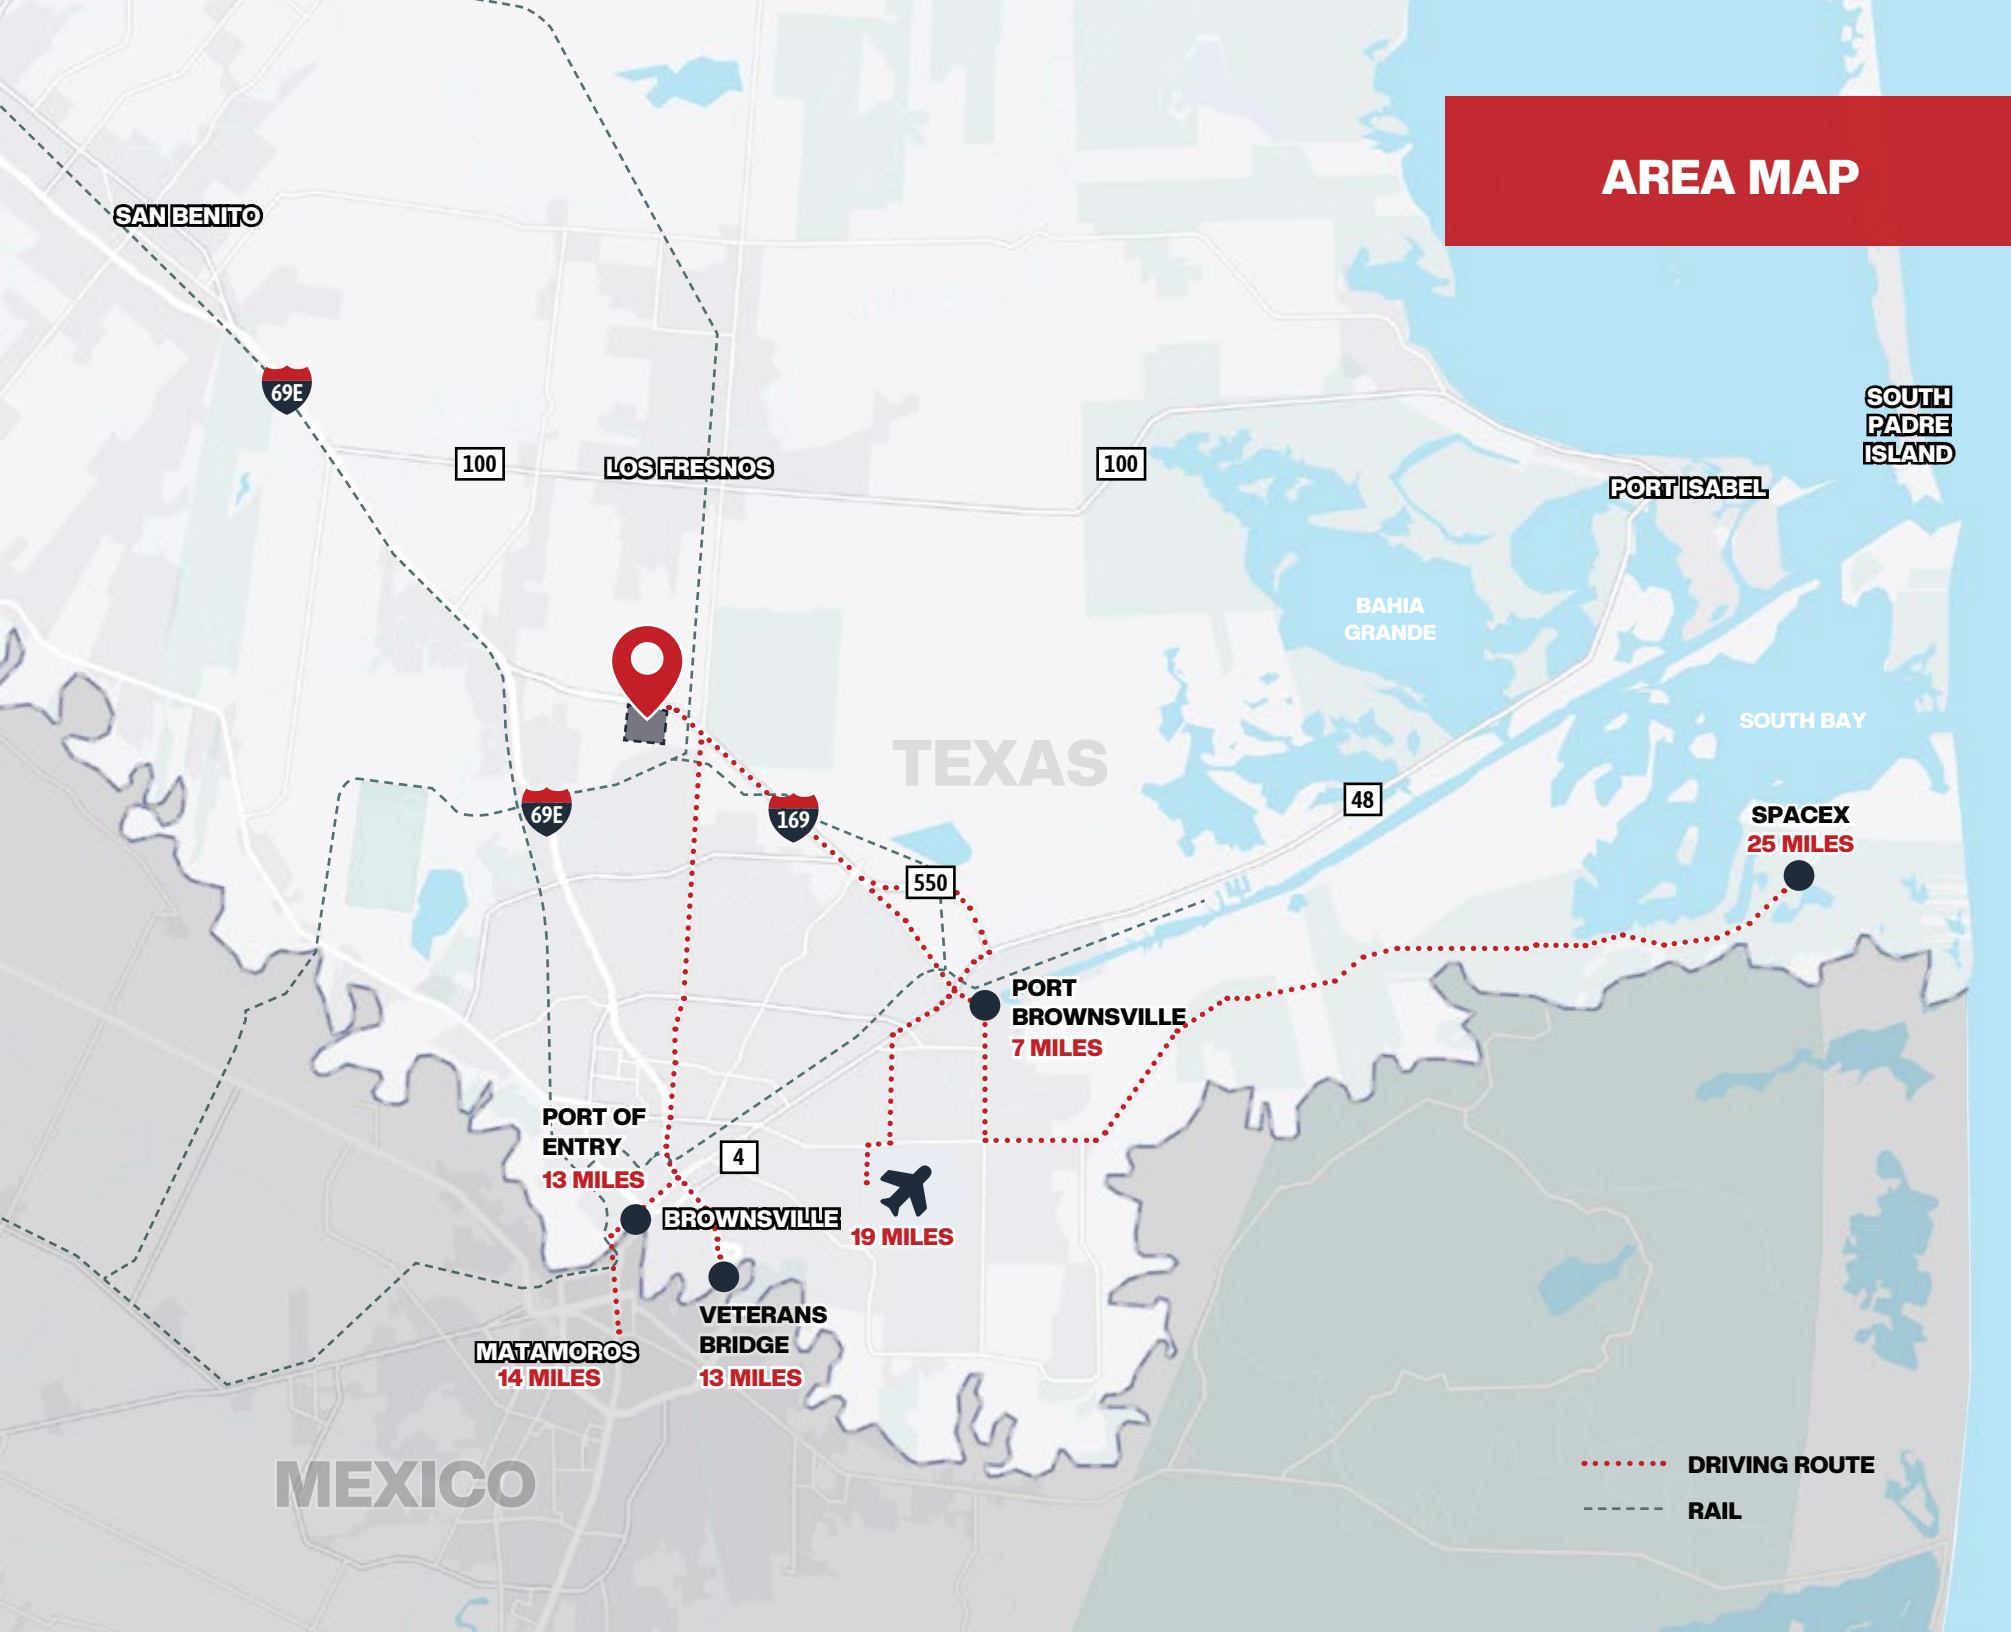 AREA MAP
SAN BENITO
69E
SOUTH
PADRE
ISLAND
100
LOS FRESNOS
100
PORT ISABEL
BAHIA
GRANDE
SOUTH BAY
TEXAS
69E
169
48
SPACEX
25 MILES
550
PORT
BROWNSVILLE
7 MILES
PORT OF
ENTRY
13 MILES
4
BROWNSVILLE
19 MILES
VETERANS
BRIDGE
13 MILES
MATAMOROS
14 MILES
MEXICO
DRIVING ROUTE
RAIL